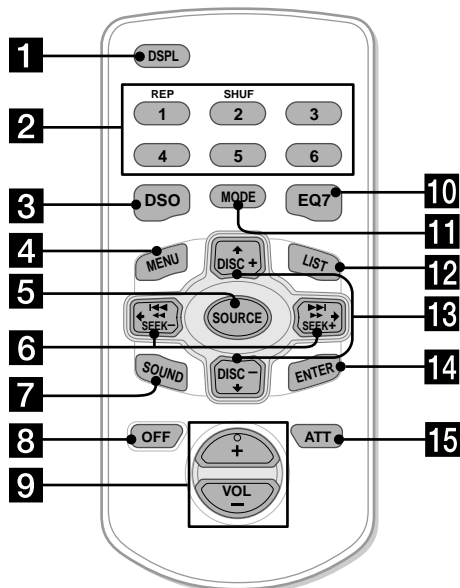 1 DSPL
REP SHUF
2 1 2 3
4 5 6
3 DSO MODE EQ7 10
11
4 MENU DISC + LIST 12
5 SOURCE 13
6 SEEK− SEEK+
7 SOUND DISC − ENTER 14
8 OFF ATT 15
9 +
VOL
−